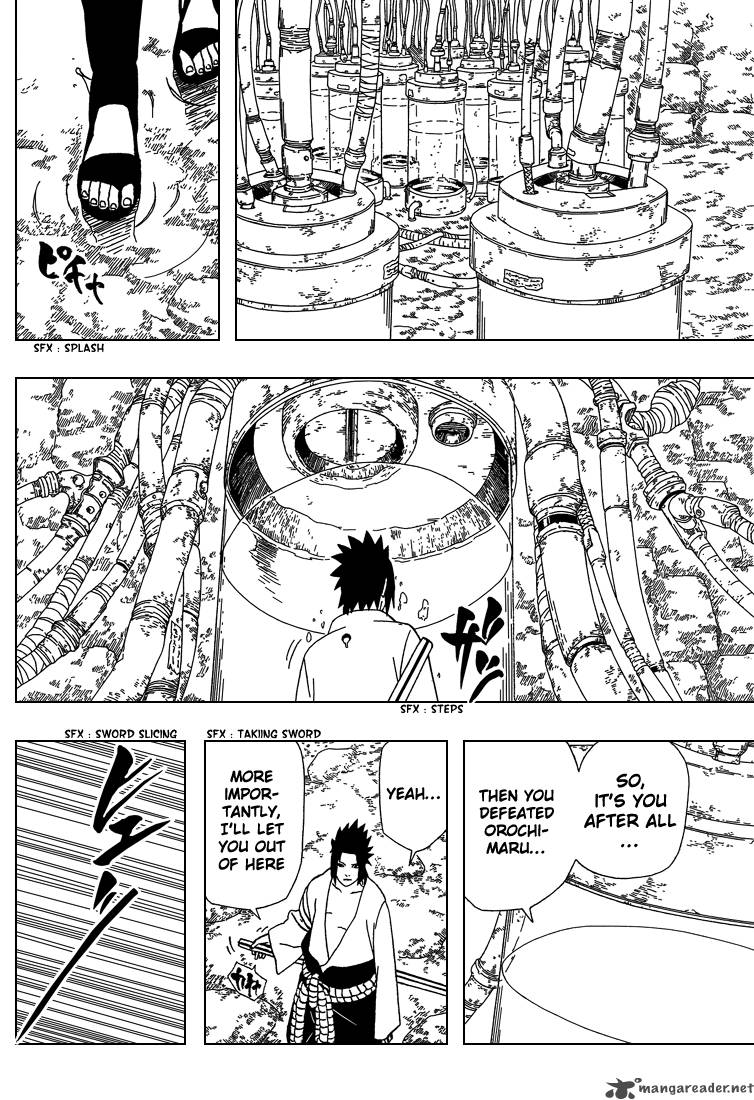 ピチャ
SFX : SPLASH
ザッ
SFX : STEPS
SO,
IT'S YOU
AFTER ALL
...
THEN YOU
DEFEATED
OROCHI-
MARU...
SFX : TAKIING SWORD
YEAH...
MORE
IMPOR-
TANTLY,
I'LL LET
YOU OUT
OF HERE
SFX : SWORD SLICING
mangareader.net